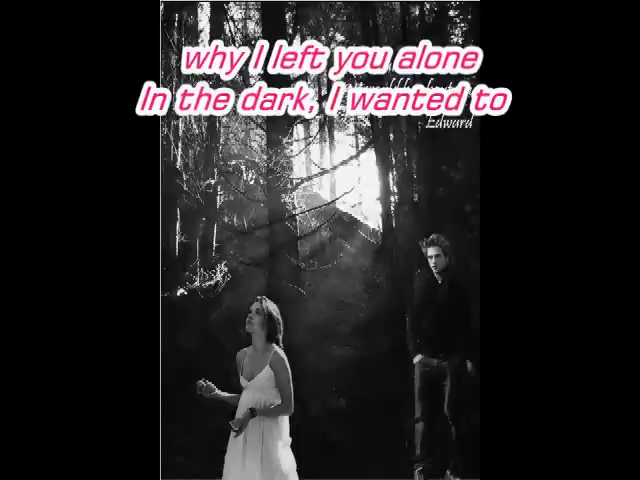 why I left you alone
In the dark, I wanted to
Edward